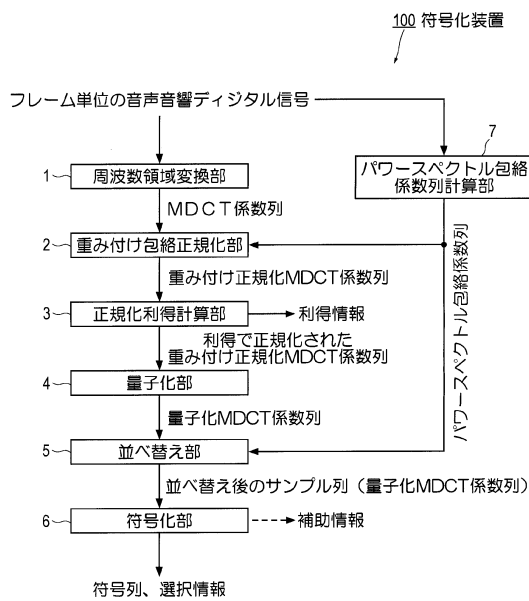 100 符号化装置
フレーム単位の音声音響ディジタル信号
7
パワースペクトル包絡
係数列計算部
1
周波数領域変換部
MDCT係数列
2
重み付け包絡正規化部
重み付け正規化MDCT係数列
3
正規化利得計算部
利得情報
利得で正規化された
重み付け正規化MDCT係数列
4
量子化部
量子化MDCT係数列
パワースペクトル包絡係数列
5
並べ替え部
並べ替え後のサンプル列（量子化MDCT係数列）
6
符号化部
補助情報
符号列、選択情報